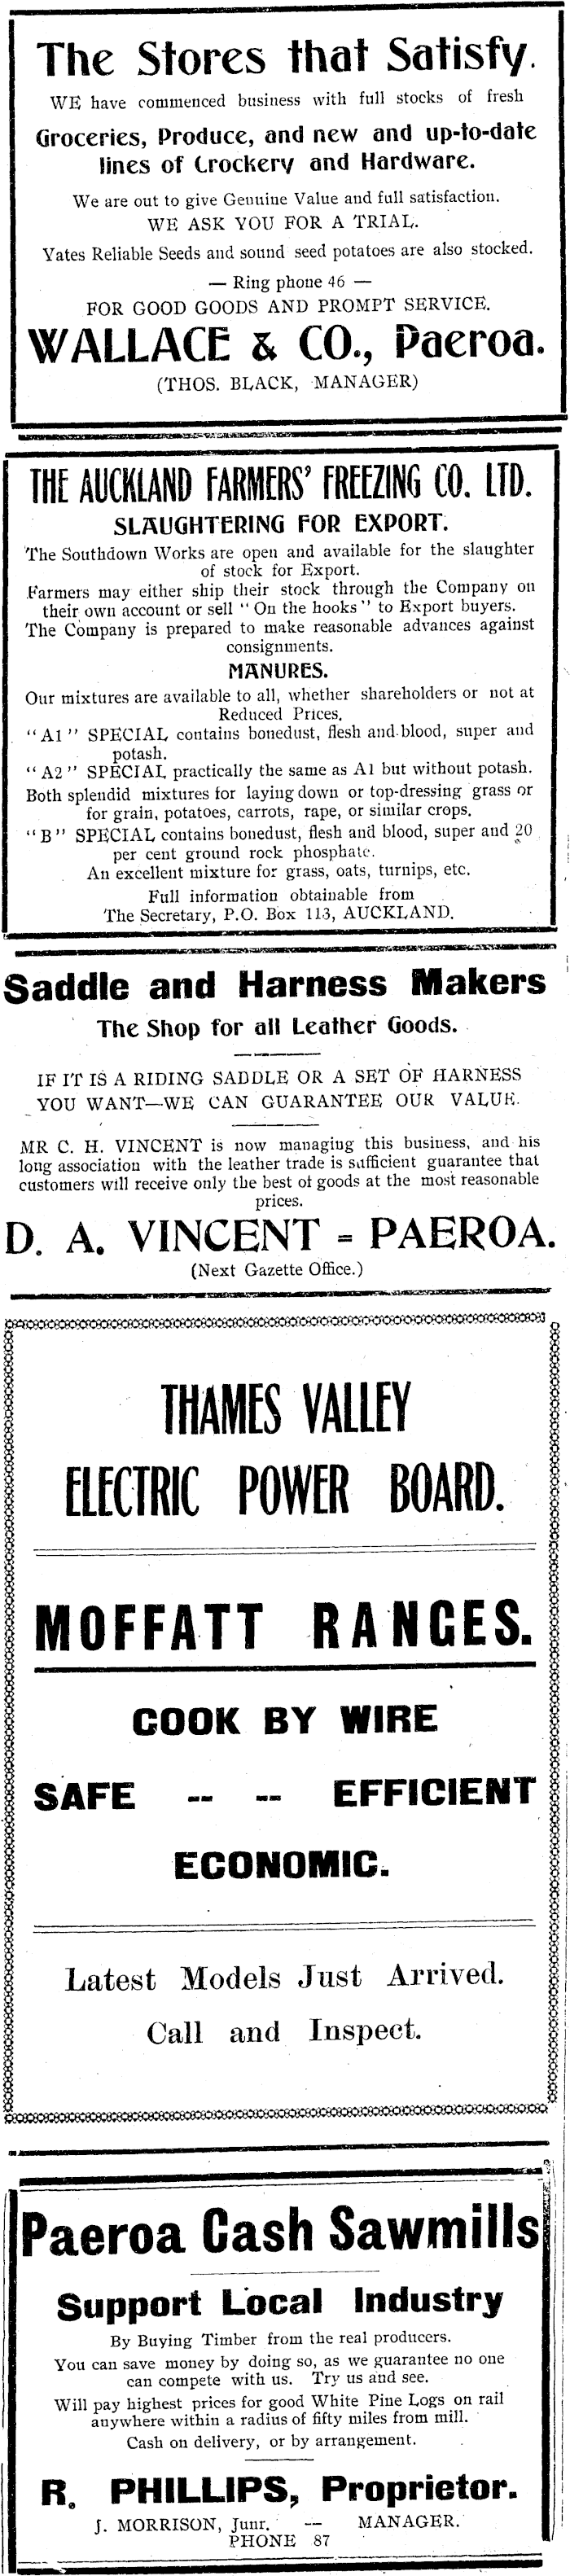 The Stores that Satisfy.
WE have commenced business with full stocks of fresh
Groceries, Produce, and new and up-to-date
lines of Crockery and Hardware.
We are out to give Genuine Value and full satisfaction.
WE ASK YOU FOR A TRIAL.
Yates Reliable Seeds and sound seed potatoes are also stocked.
— Ring phone 46 —
FOR GOOD GOODS AND PROMPT SERVICE.
WALLACE & CO., Paeroa.
(THOS. BLACK, MANAGER)
THE AUCKLAND FARMERS' FREEZING CO. LTD.
SLAUGHTERING FOR EXPORT.
The Southdown Works are open and available for the slaughter
of stock for Export.
Farmers may either ship their stock through the Company on
their own account or sell "On the hooks" to Export buyers.
The Company is prepared to make reasonable advances against
consignments.
MANURES.
Our mixtures are available to all, whether shareholders or not at
Reduced Prices.
"A1" SPECIAL contains bonedust, flesh and blood, super and
potash.
"A2" SPECIAL practically the same as A1 but without potash.
Both splendid mixtures for laying down or top-dressing grass or
for grain, potatoes, carrots, rape, or similar crops.
"B" SPECIAL contains bonedust, flesh and blood, super and 20
per cent ground rock phosphate.
An excellent mixture for grass, oats, turnips, etc.
Full information obtainable from
The Secretary, P.O. Box 113, AUCKLAND.
Saddle and Harness Makers
The Shop for all Leather Goods.
IF IT IS A RIDING SADDLE OR A SET OF HARNESS
YOU WANT—WE CAN GUARANTEE OUR VALUE.
MR C. H. VINCENT is now managing this business, and his
long association with the leather trade is sufficient guarantee that
customers will receive only the best of goods at the most reasonable
prices.
D. A. VINCENT = PAEROA.
(Next Gazette Office.)
THAMES VALLEY
ELECTRIC POWER BOARD.
MOFFATT RANGES.
COOK BY WIRE
SAFE -- -- EFFICIENT
ECONOMIC.
Latest Models Just Arrived.
Call and Inspect.
Paeroa Cash Sawmills
Support Local Industry
By Buying Timber from the real producers.
You can save money by doing so, as we guarantee no one
can compete with us. Try us and see.
Will pay highest prices for good White Pine Logs on rail
anywhere within a radius of fifty miles from mill.
Cash on delivery, or by arrangement.
R. PHILLIPS, Proprietor.
J. MORRISON, Junr. — MANAGER.
PHONE 87